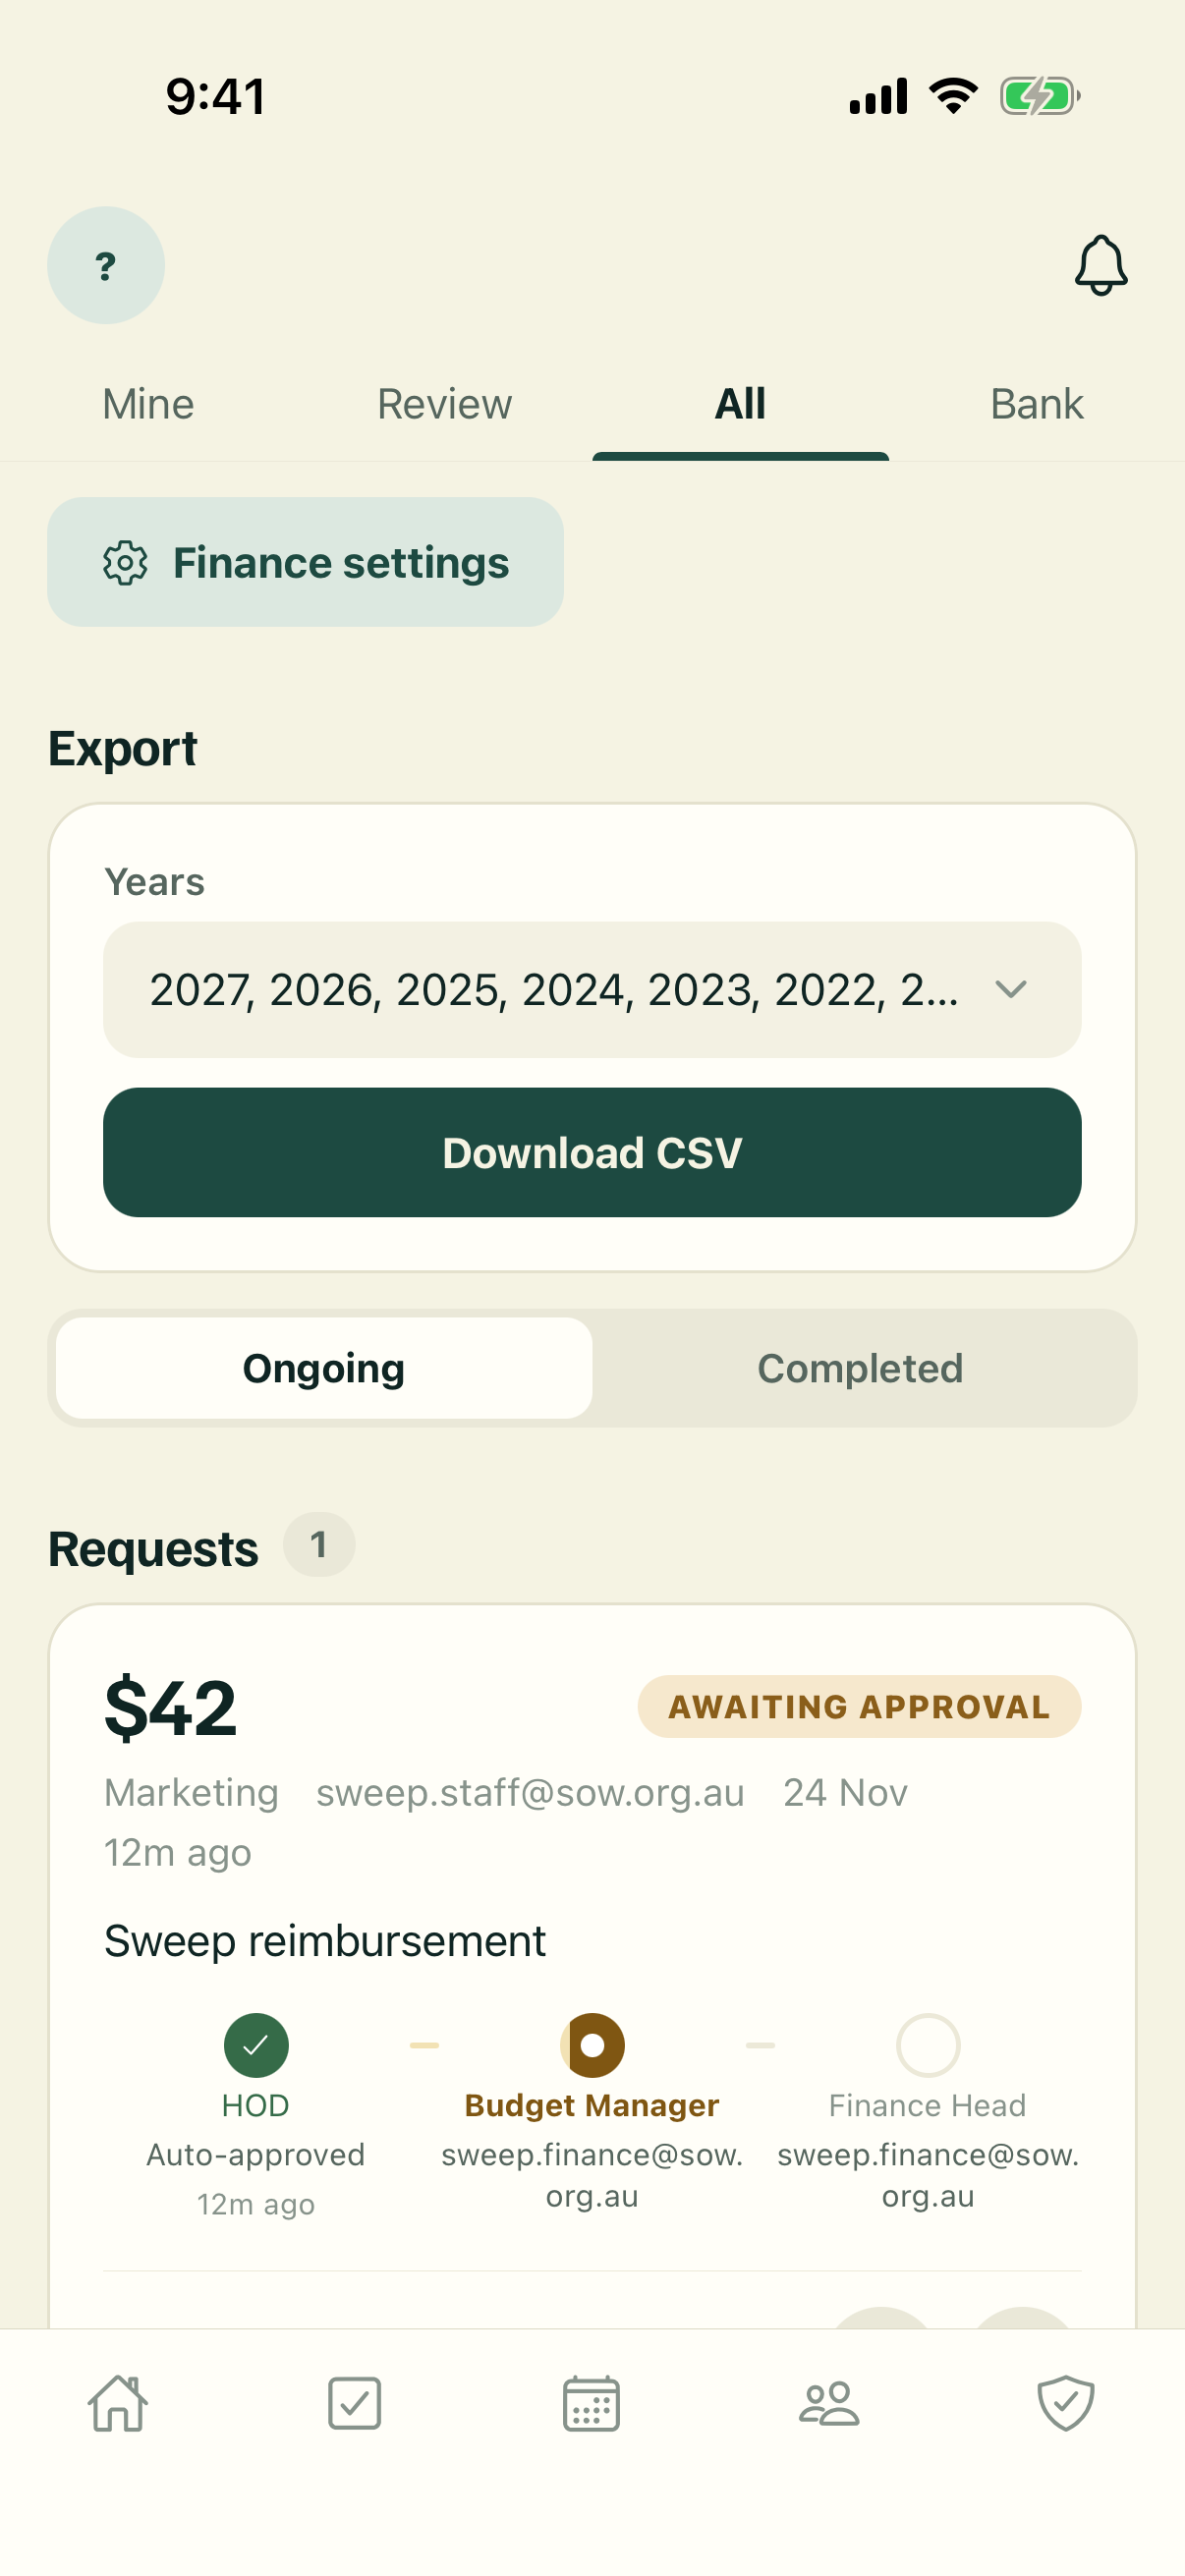 9:41
?
Mine Review All Bank
Finance settings
Export
Years
2027, 2026, 2025, 2024, 2023, 2022, 2...
Download CSV
Ongoing Completed
Requests 1
$42 AWAITING APPROVAL
Marketing sweep.staff@sow.org.au 24 Nov
12m ago
Sweep reimbursement
HOD Budget Manager Finance Head
Auto-approved sweep.finance@sow. sweep.finance@sow.
12m ago org.au org.au